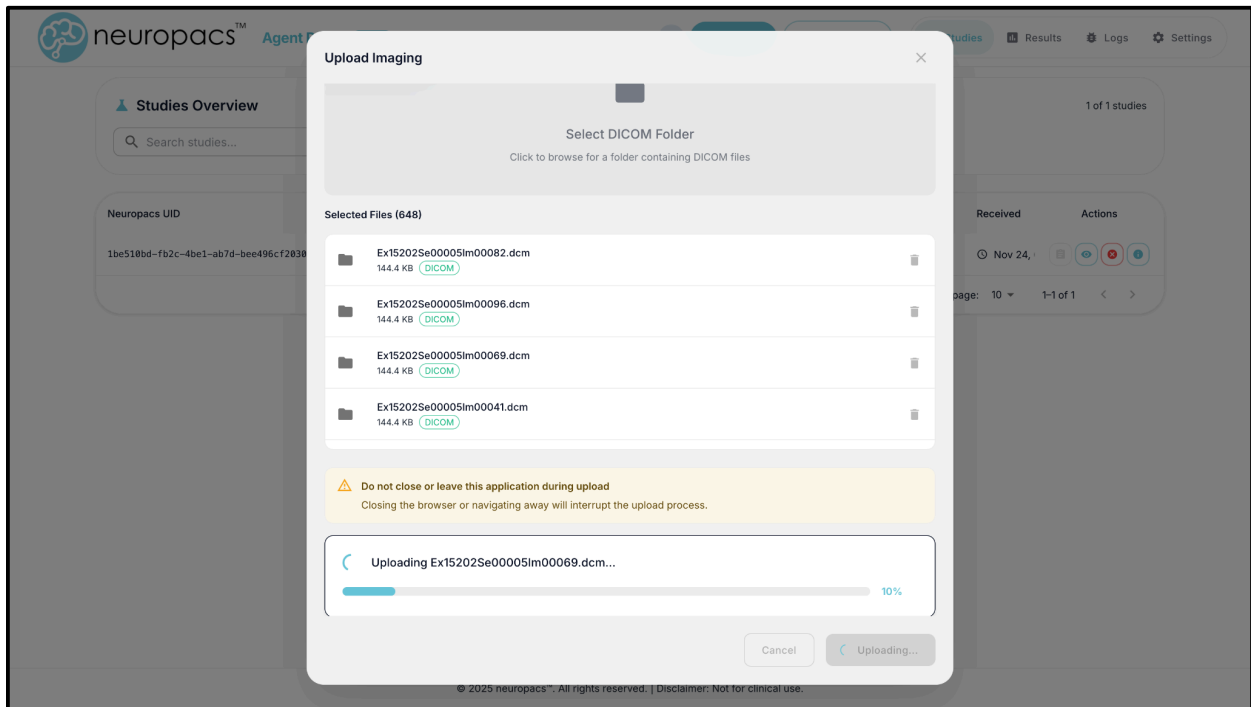 neuropacs™ Agent
Results
Logs
Settings
Studies Overview
1 of 1 studies
Search studies...
Neuropacs UID
Received
Actions
1be510bd-fb2c-4be1-ab7d-bee496cf2030
Nov 24,
page: 10
1–1 of 1
Upload Imaging
Select DICOM Folder
Click to browse for a folder containing DICOM files
Selected Files (648)
Ex15202Se00005Im00082.dcm
144.4 KB DICOM
Ex15202Se00005Im00096.dcm
144.4 KB DICOM
Ex15202Se00005Im00069.dcm
144.4 KB DICOM
Ex15202Se00005Im00041.dcm
144.4 KB DICOM
Do not close or leave this application during upload
Closing the browser or navigating away will interrupt the upload process.
Uploading Ex15202Se00005Im00069.dcm...
10%
Cancel
Uploading...
© 2025 neuropacs™. All rights reserved. | Disclaimer: Not for clinical use.